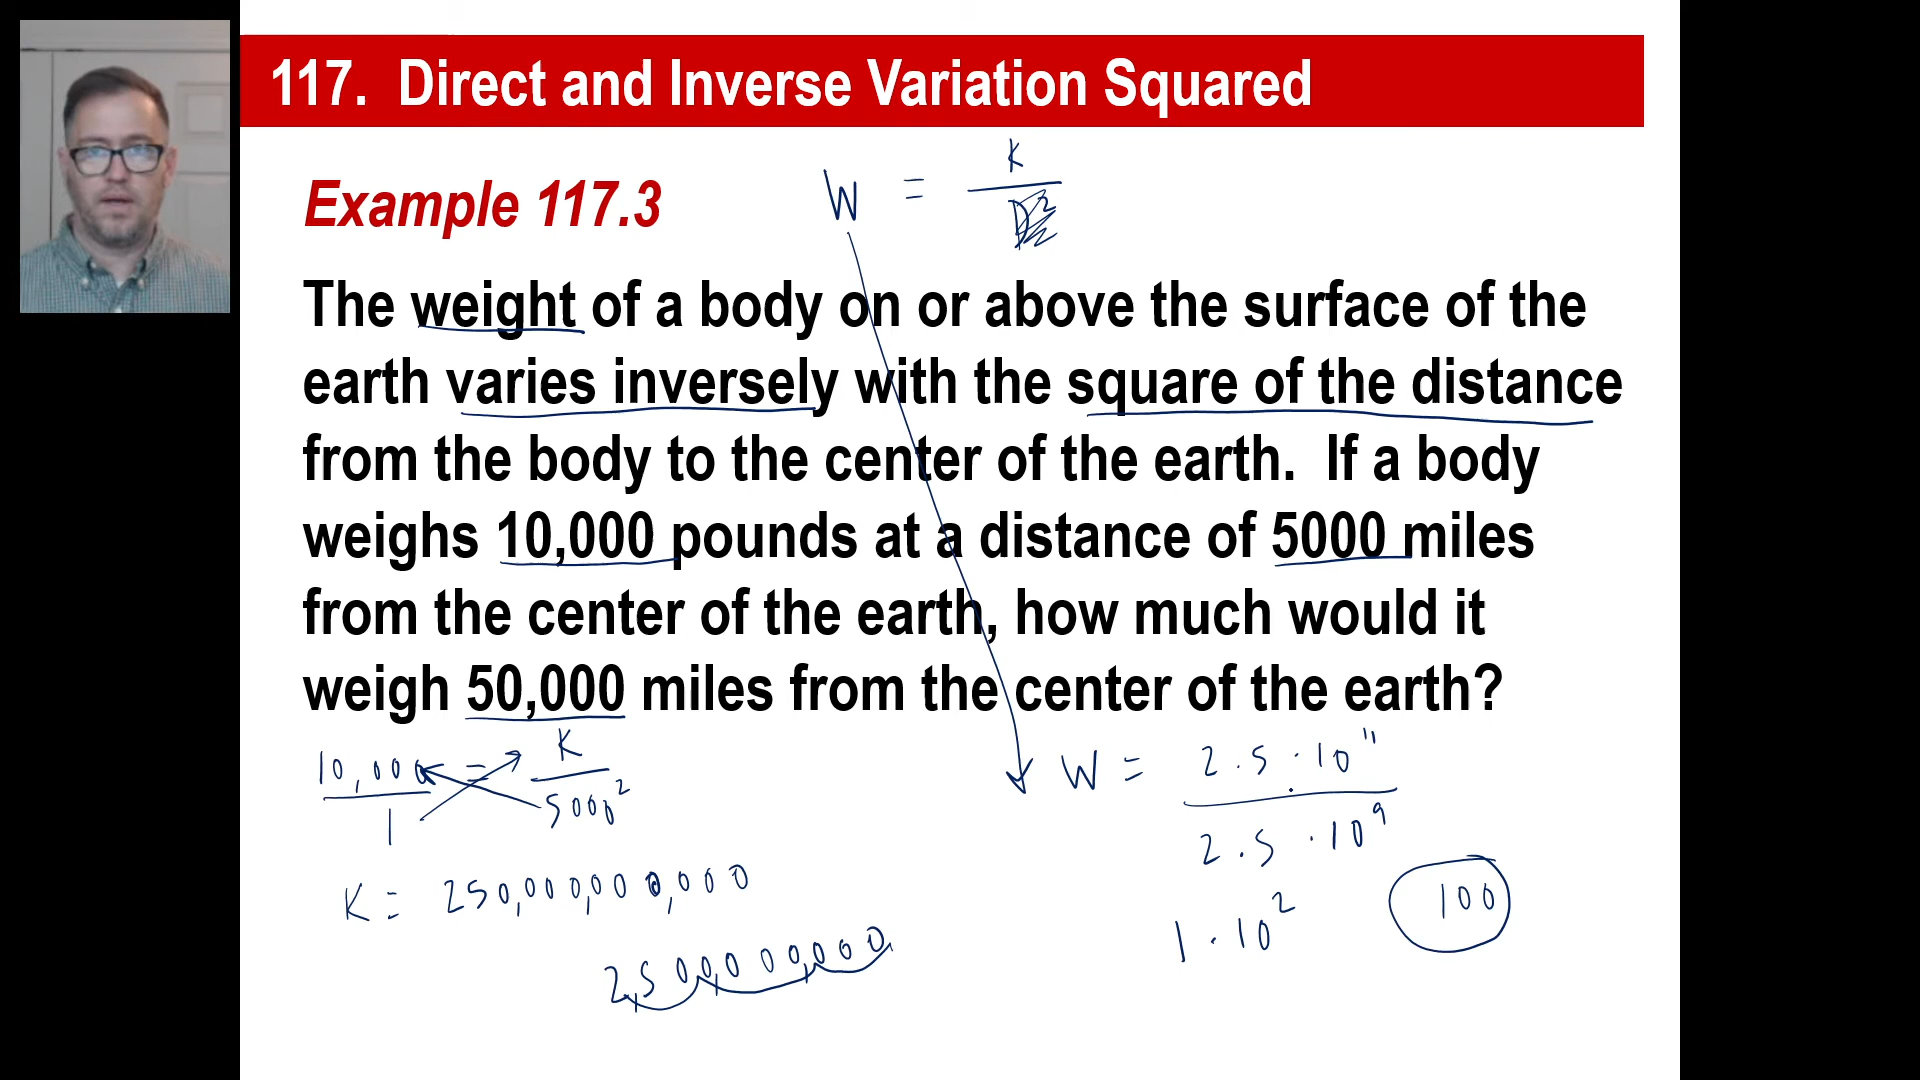 117. Direct and Inverse Variation Squared
Example 117.3
W = K / D²
The weight of a body on or above the surface of the
earth varies inversely with the square of the distance
from the body to the center of the earth. If a body
weighs 10,000 pounds at a distance of 5000 miles
from the center of the earth, how much would it
weigh 50,000 miles from the center of the earth?
10,000 / 1 = K / 5000²
K = 250,000,000,000
2,500,000,000
W = 2.5 · 10¹¹ / 2.5 · 10⁹
1 · 10²
100